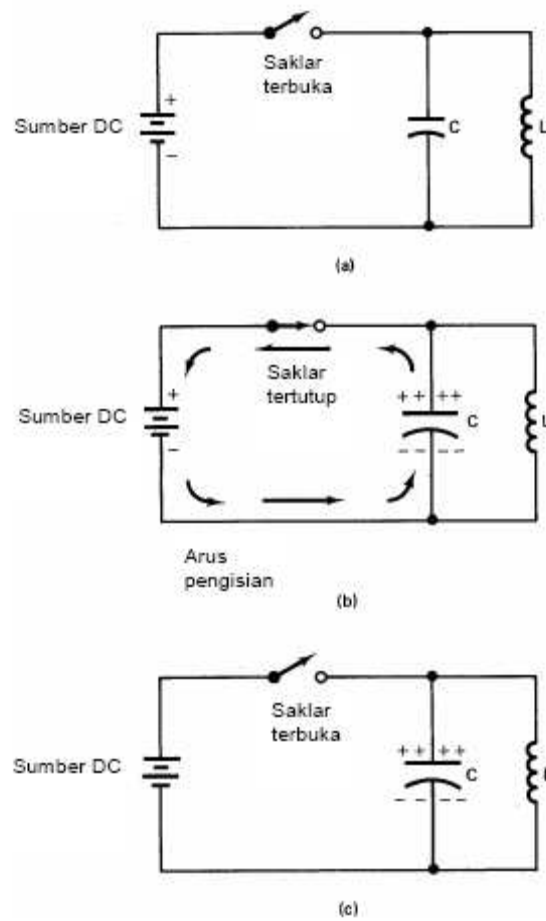 Saklar
terbuka
+
Sumber DC
−
C
L
(a)
Saklar
tertutup
+
Sumber DC
−
+ + + +
C
L
− − − − −
Arus
pengisian
(b)
Saklar
terbuka
Sumber DC
+ + + +
C
− − − −
(c)